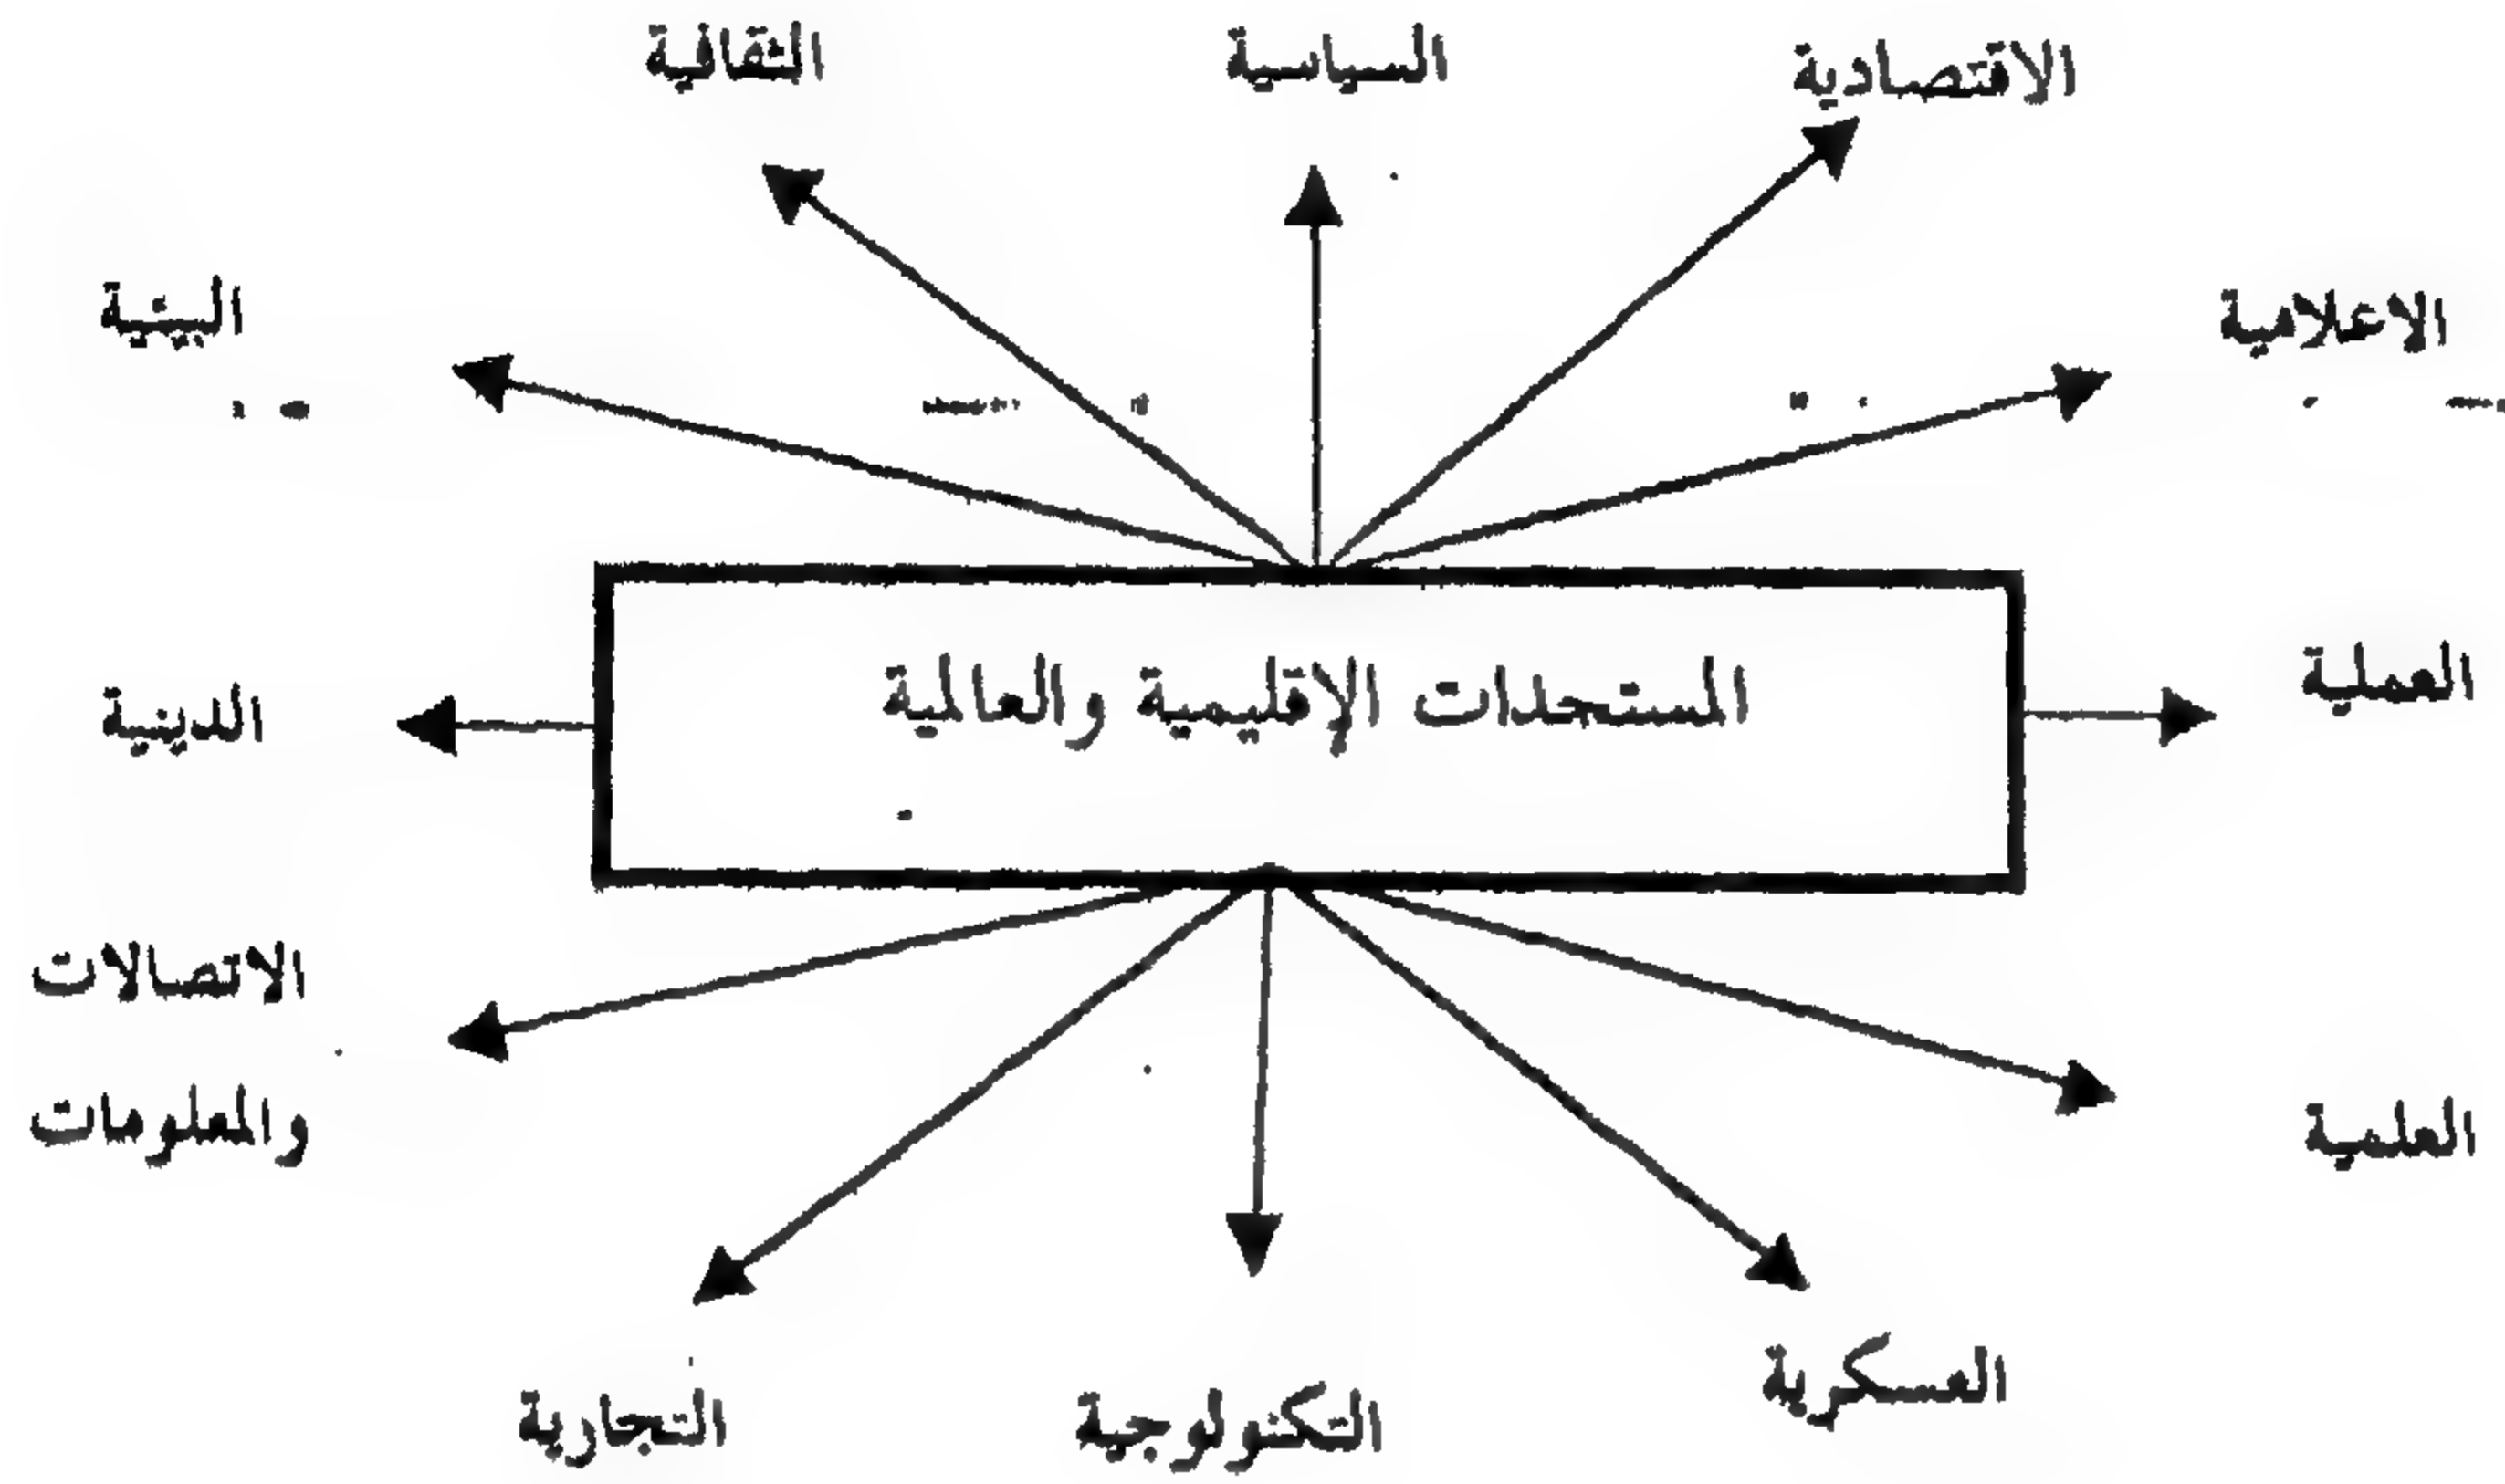 الاقتصادية
السياسية
الثقافية
الاعلامية
البيئية
العملية
المستجدات الإقليمية والعالمية
الدينية
الاتصالات
والمعلومات
العلمية
العسكرية
التكنولوجية
التجارية